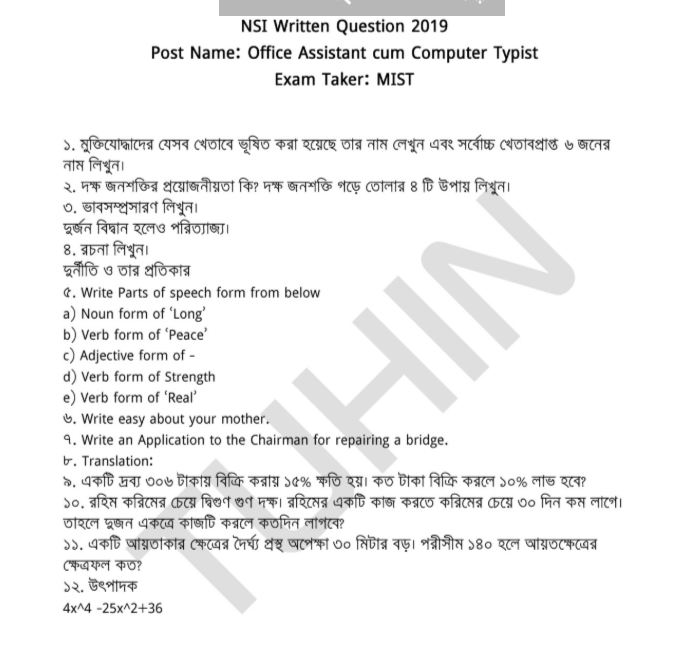 NSI Written Question 2019
Post Name: Office Assistant cum Computer Typist
Exam Taker: MIST
১. মুক্তিযোদ্ধাদের যেসব খেতাবে ভূষিত করা হয়েছে তার নাম লেখুন এবং সর্বোচ্চ খেতাবপ্রাপ্ত ৬ জনের
নাম লিখুন।
২. দক্ষ জনশক্তির প্রয়োজনীয়তা কি? দক্ষ জনশক্তি গড়ে তোলার ৪ টি উপায় লিখুন।
৩. ভাবসম্প্রসারণ লিখুন।
দুর্জন বিদ্বান হলেও পরিত্যাজ্য।
৪. রচনা লিখুন।
দুর্নীতি ও তার প্রতিকার
৫. Write Parts of speech form from below
a) Noun form of ‘Long’
b) Verb form of ‘Peace’
c) Adjective form of -
d) Verb form of Strength
e) Verb form of ‘Real’
৬. Write easy about your mother.
৭. Write an Application to the Chairman for repairing a bridge.
৮. Translation:
৯. একটি দ্রব্য ৩০৬ টাকায় বিক্রি করায় ১৫% ক্ষতি হয়। কত টাকা বিক্রি করলে ১০% লাভ হবে?
১০. রহিম করিমের চেয়ে দ্বিগুণ গুণ দক্ষ। রহিমের একটি কাজ করতে করিমের চেয়ে ৩০ দিন কম লাগে।
তাহলে দুজন একত্রে কাজটি করলে কতদিন লাগবে?
১১. একটি আয়তাকার ক্ষেত্রের দৈর্ঘ্য প্রস্থ অপেক্ষা ৩০ মিটার বড়। পরীসীম ১৪০ হলে আয়তক্ষেত্রের
ক্ষেত্রফল কত?
১২. উৎপাদক
4x^4 -25x^2+36
TUHIN